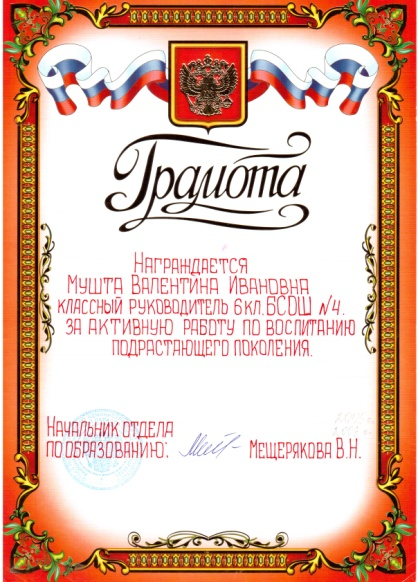 Грамота
Награждается
Мушта Валентина Ивановна
классный руководитель 6 кл. БСОШ №4.
за активную работу по воспитанию
подрастающего поколения.
Начальник отдела
по образованию:
Мещерякова В.Н.